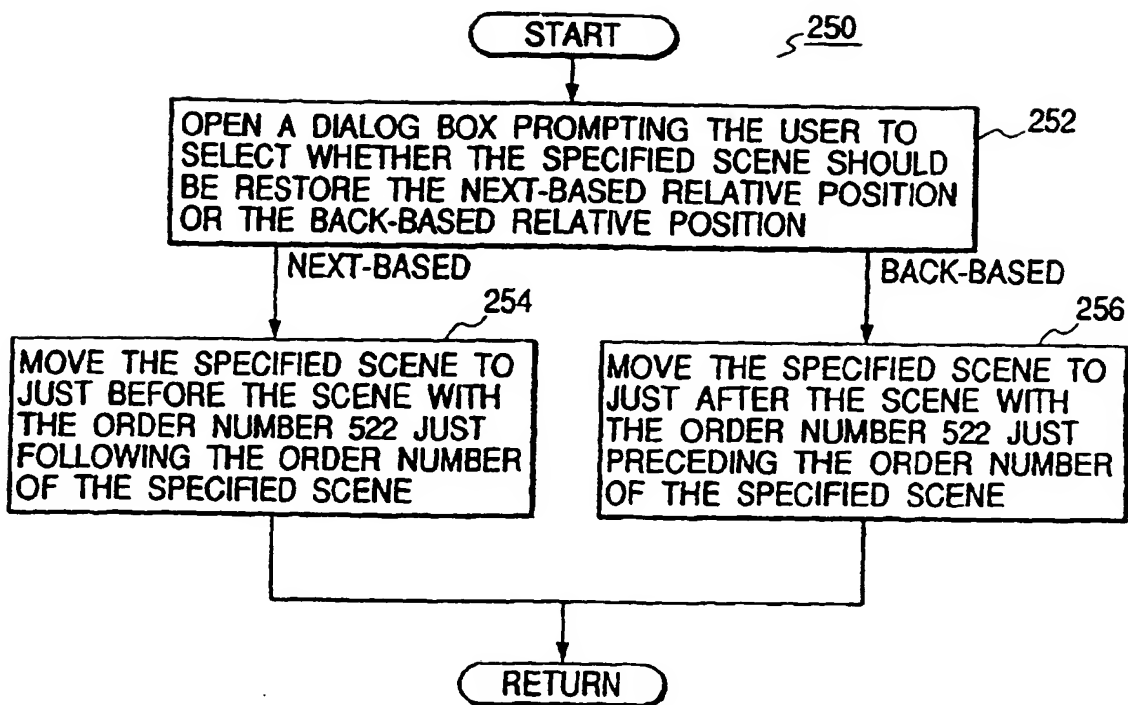 START
250
OPEN A DIALOG BOX PROMPTING THE USER TO
SELECT WHETHER THE SPECIFIED SCENE SHOULD
BE RESTORE THE NEXT-BASED RELATIVE POSITION
OR THE BACK-BASED RELATIVE POSITION
252
NEXT-BASED
BACK-BASED
254
MOVE THE SPECIFIED SCENE TO
JUST BEFORE THE SCENE WITH
THE ORDER NUMBER 522 JUST
FOLLOWING THE ORDER NUMBER
OF THE SPECIFIED SCENE
256
MOVE THE SPECIFIED SCENE TO
JUST AFTER THE SCENE WITH
THE ORDER NUMBER 522 JUST
PRECEDING THE ORDER NUMBER
OF THE SPECIFIED SCENE
RETURN